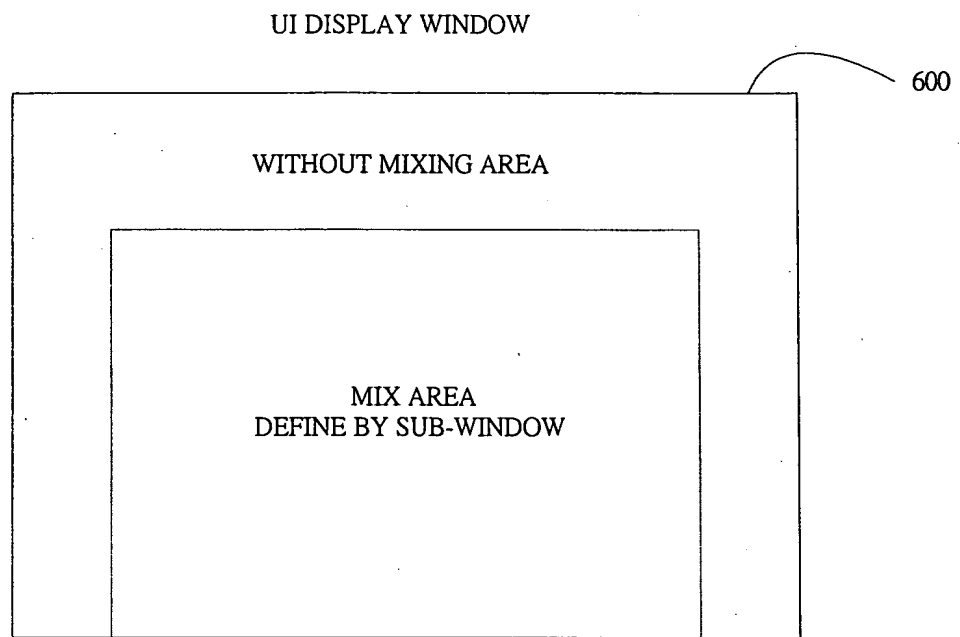 UI DISPLAY WINDOW
600
WITHOUT MIXING AREA
MIX AREA
DEFINE BY SUB-WINDOW